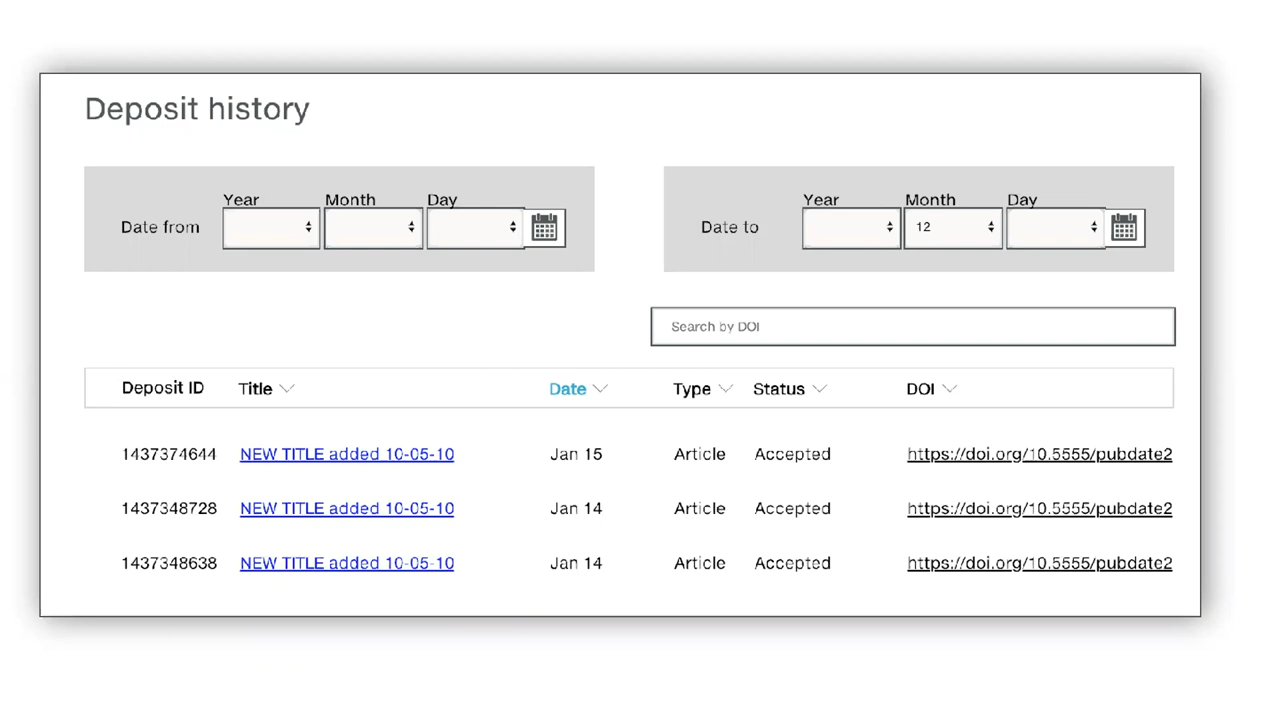 Deposit history
Year Month Day Year Month Day
Date from Date to 12
Search by DOI
Deposit ID Title Date Type Status DOI
1437374644 NEW TITLE added 10-05-10 Jan 15 Article Accepted https://doi.org/10.5555/pubdate2
1437348728 NEW TITLE added 10-05-10 Jan 14 Article Accepted https://doi.org/10.5555/pubdate2
1437348638 NEW TITLE added 10-05-10 Jan 14 Article Accepted https://doi.org/10.5555/pubdate2